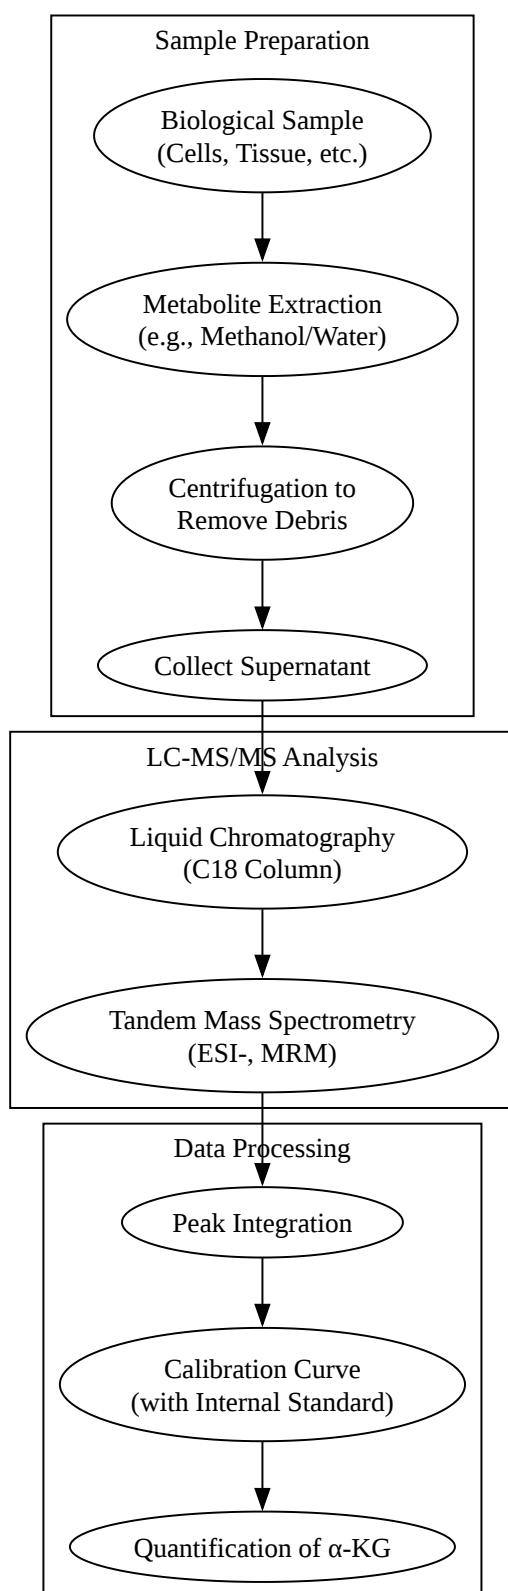 Sample Preparation
Biological Sample
(Cells, Tissue, etc.)
Metabolite Extraction
(e.g., Methanol/Water)
Centrifugation to
Remove Debris
Collect Supernatant
LC-MS/MS Analysis
Liquid Chromatography
(C18 Column)
Tandem Mass Spectrometry
(ESI-, MRM)
Data Processing
Peak Integration
Calibration Curve
(with Internal Standard)
Quantification of α-KG